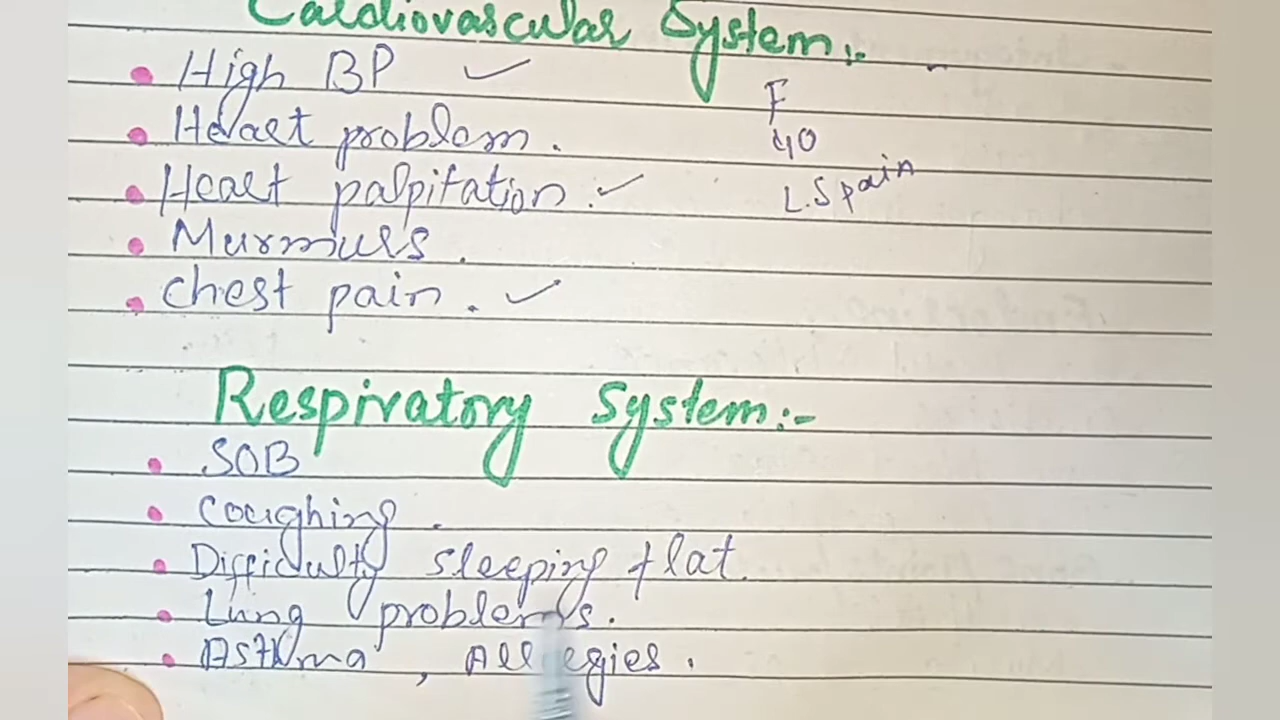 Cardiovascular System:-
High BP ✓
F
Heart problem.
40
Heart palpitation. ✓
L.S pain
Murmurs.
chest pain. ✓
Respiratory System:-
SOB
Coughing.
Difficulty sleeping flat.
Lung problems.
Asthma, Allergies.